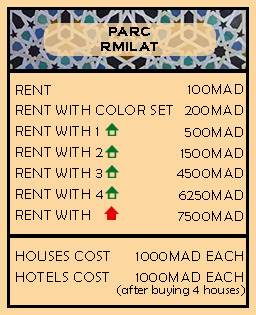 PARC
RMILAT
RENT 100MAD
RENT WITH COLOR SET 200MAD
RENT WITH 1 500MAD
RENT WITH 2 1500MAD
RENT WITH 3 4500MAD
RENT WITH 4 6250MAD
RENT WITH 7500MAD
HOUSES COST 1000MAD EACH
HOTELS COST 1000MAD EACH
(after buying 4 houses)